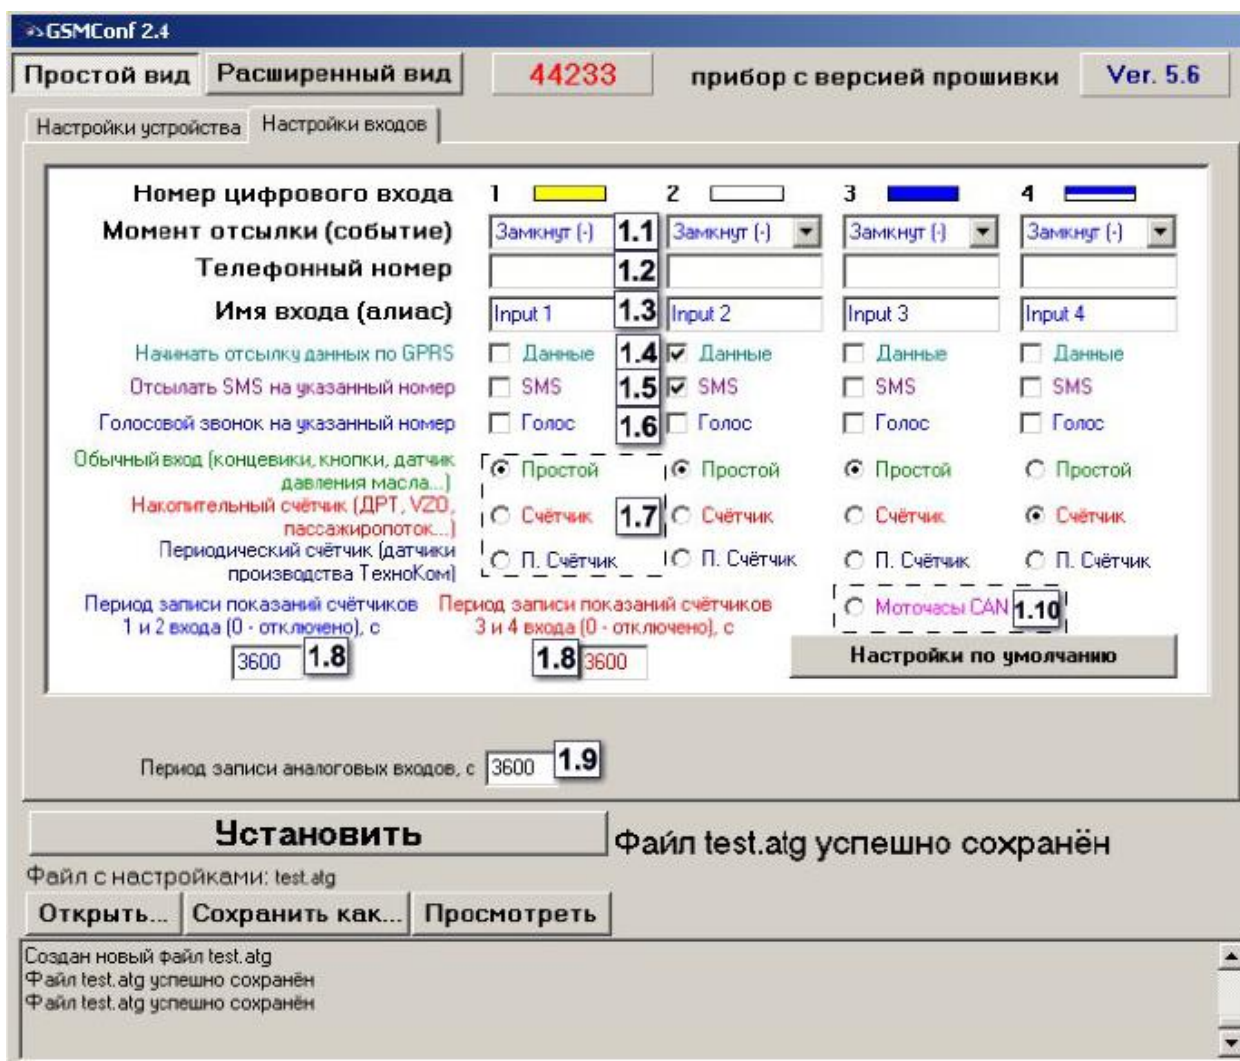 GSMConf 2.4
Простой вид Расширенный вид 44233 прибор с версией прошивки Ver. 5.6
Настройки устройства Настройки входов
Номер цифрового входа 1 2 3 4
Момент отсылки (событие) Замкнут (-) 1.1 Замкнут (-) Замкнут (-) Замкнут (-)
Телефонный номер 1.2
Имя входа (алиас) Input 1 1.3 Input 2 Input 3 Input 4
Начинать отсылку данных по GPRS Данные 1.4 Данные Данные Данные
Отсылать SMS на указанный номер SMS 1.5 SMS SMS SMS
Голосовой звонок на указанный номер Голос 1.6 Голос Голос Голос
Обычный вход (концевики, кнопки, датчик
давления масла...) Простой Простой Простой Простой
Накопительный счётчик (ДРТ, VZO,
пассажиропоток...) Счётчик 1.7 Счётчик Счётчик Счётчик
Периодический счётчик (датчики
производства ТехноКом) П. Счётчик П. Счётчик П. Счётчик П. Счётчик
Период записи показаний счётчиков Период записи показаний счётчиков Моточасы CAN 1.10
1 и 2 входа (0 - отключено), с 3 и 4 входа (0 - отключено), с
3600 1.8 1.8 3600 Настройки по умолчанию
Период записи аналоговых входов, с 3600 1.9
Установить Файл test.atg успешно сохранён
Файл с настройками: test.atg
Открыть... Сохранить как... Просмотреть
Создан новый файл test.atg
Файл test.atg успешно сохранён
Файл test.atg успешно сохранён